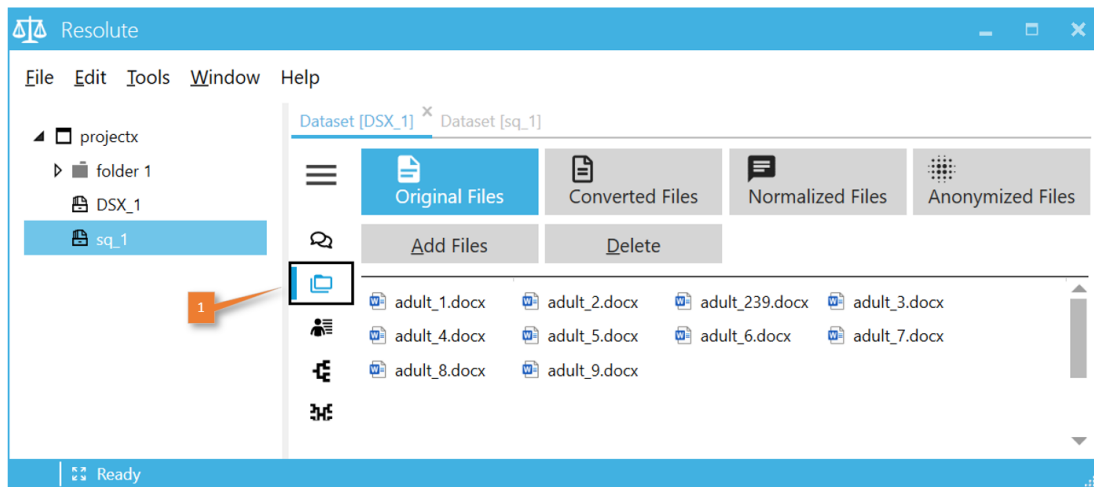 Resolute
File Edit Tools Window Help
projectx
folder 1
DSX_1
sq_1
Dataset [DSX_1] Dataset [sq_1]
Original Files Converted Files Normalized Files Anonymized Files
Add Files Delete
1
adult_1.docx adult_2.docx adult_239.docx adult_3.docx
adult_4.docx adult_5.docx adult_6.docx adult_7.docx
adult_8.docx adult_9.docx
Ready